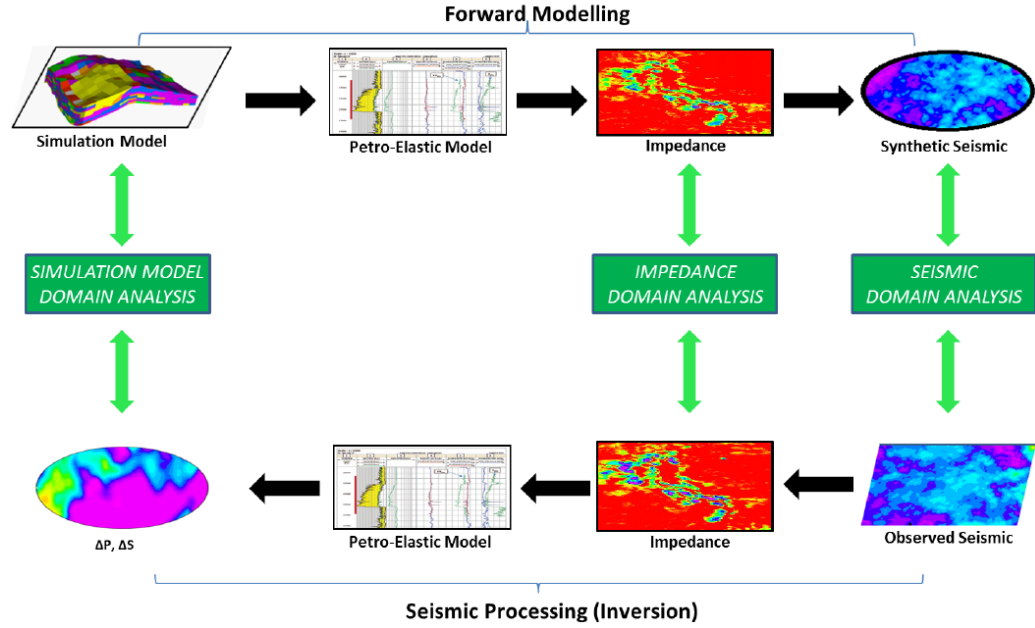 Forward Modelling
Simulation Model
Petro-Elastic Model
Impedance
Synthetic Seismic
SIMULATION MODEL
DOMAIN ANALYSIS
IMPEDANCE
DOMAIN ANALYSIS
SEISMIC
DOMAIN ANALYSIS
ΔP, ΔS
Petro-Elastic Model
Impedance
Observed Seismic
Seismic Processing (Inversion)